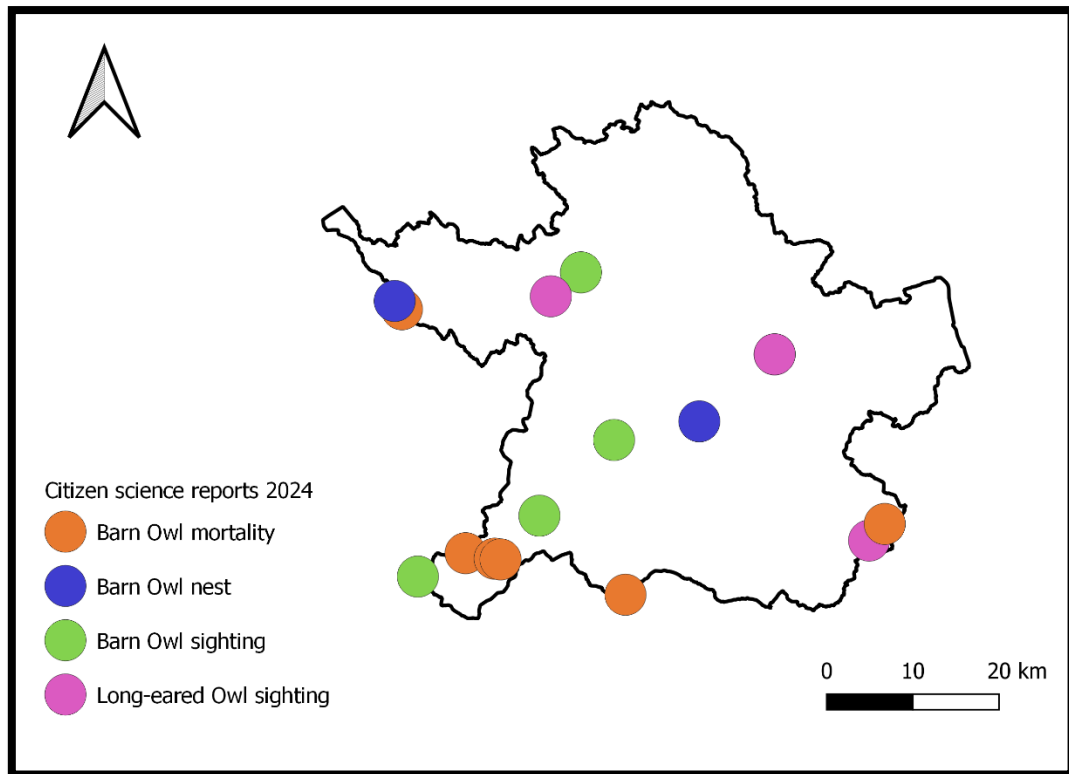 Citizen science reports 2024
Barn Owl mortality
Barn Owl nest
Barn Owl sighting
Long-eared Owl sighting
0 10 20 km